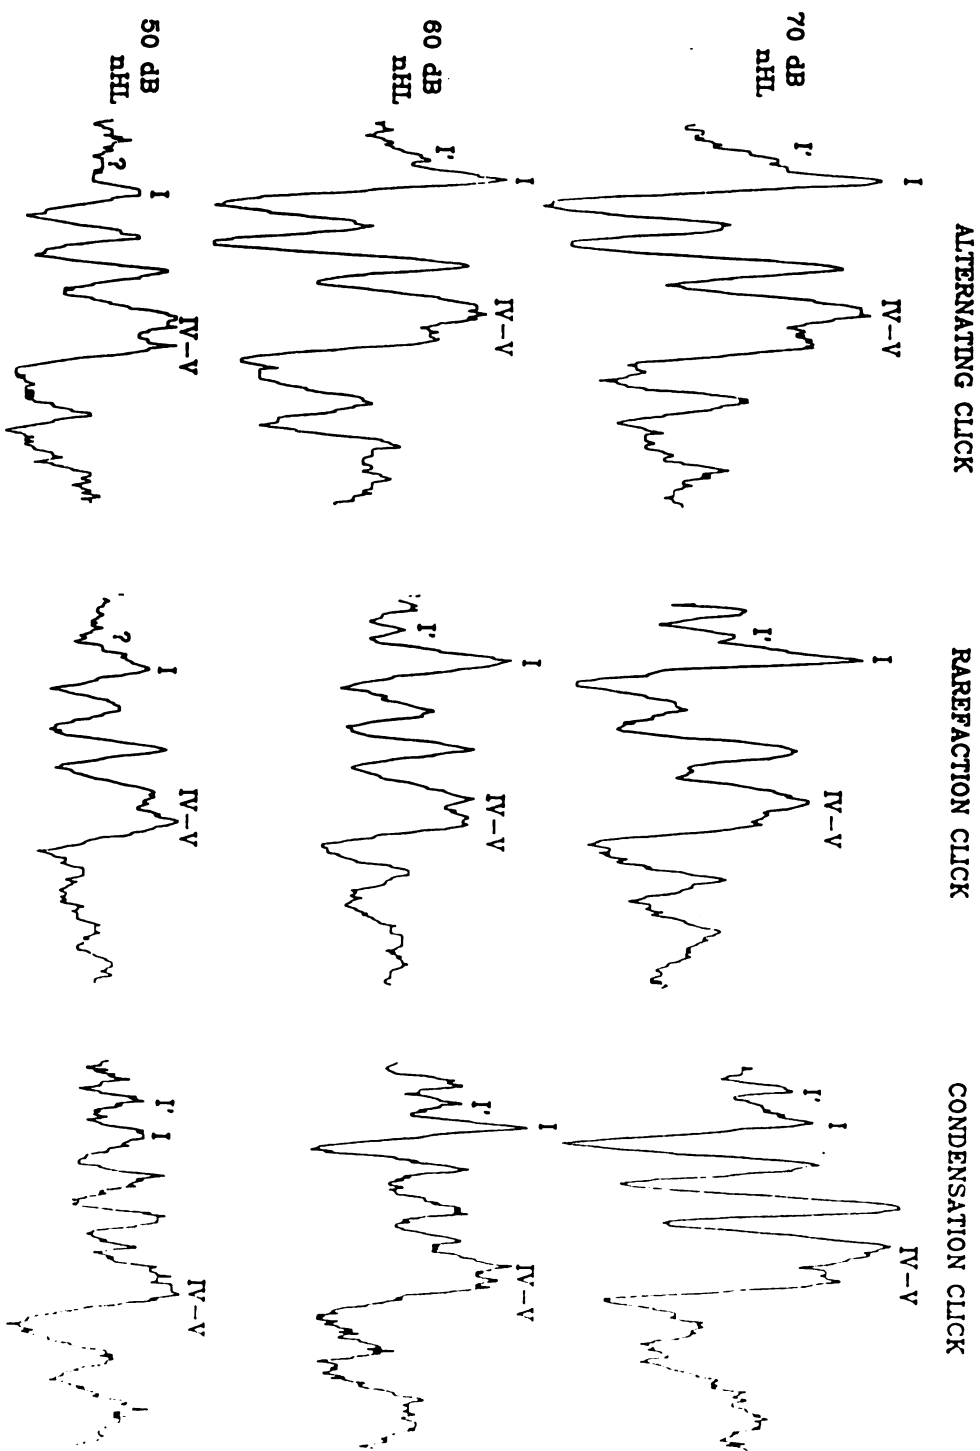 ALTERNATING CLICK
RAREFACTION CLICK
CONDENSATION CLICK
70 dB
nHL
I'
I
IV-V
I'
I
IV-V
I'
I
IV-V
60 dB
nHL
I'
I
IV-V
I'
I
IV-V
I'
I
IV-V
50 dB
nHL
?
I
IV-V
?
I
IV-V
I'
I
IV-V